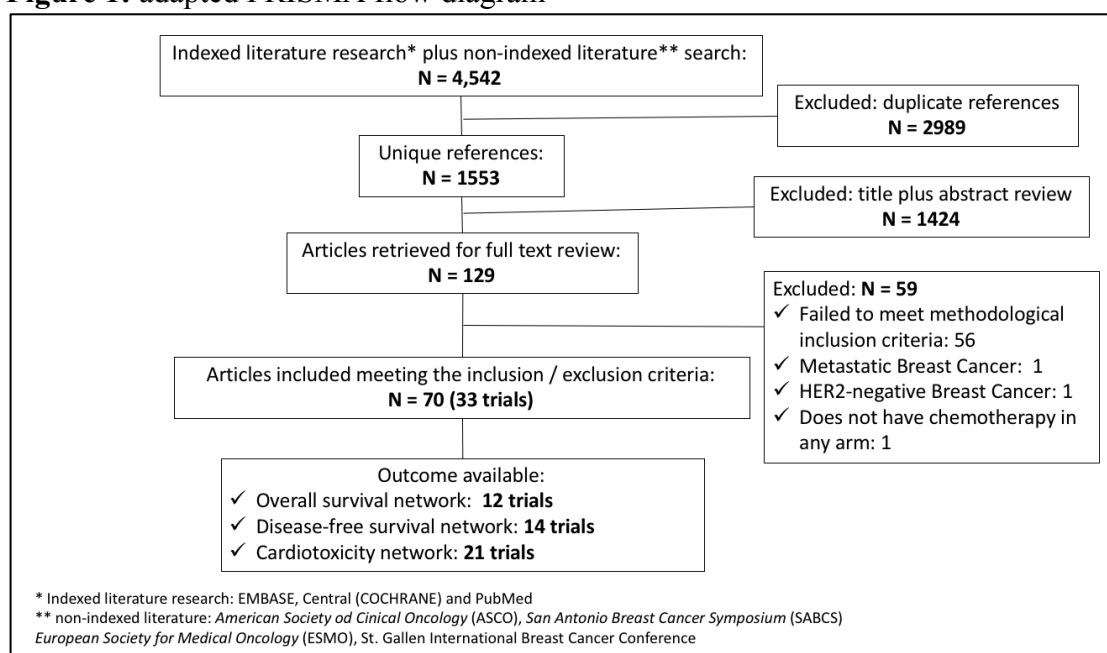 Figure 1: adapted PRISMA flow diagram
Indexed literature research* plus non-indexed literature** search:
N = 4,542
Excluded: duplicate references
N = 2989
Unique references:
N = 1553
Excluded: title plus abstract review
N = 1424
Articles retrieved for full text review:
N = 129
Excluded: N = 59
✓ Failed to meet methodological
inclusion criteria: 56
✓ Metastatic Breast Cancer: 1
✓ HER2-negative Breast Cancer: 1
✓ Does not have chemotherapy in
any arm: 1
Articles included meeting the inclusion / exclusion criteria:
N = 70 (33 trials)
Outcome available:
✓ Overall survival network: 12 trials
✓ Disease-free survival network: 14 trials
✓ Cardiotoxicity network: 21 trials
* Indexed literature research: EMBASE, Central (COCHRANE) and PubMed
** non-indexed literature: American Society od Cinical Oncology (ASCO), San Antonio Breast Cancer Symposium (SABCS)
European Society for Medical Oncology (ESMO), St. Gallen International Breast Cancer Conference